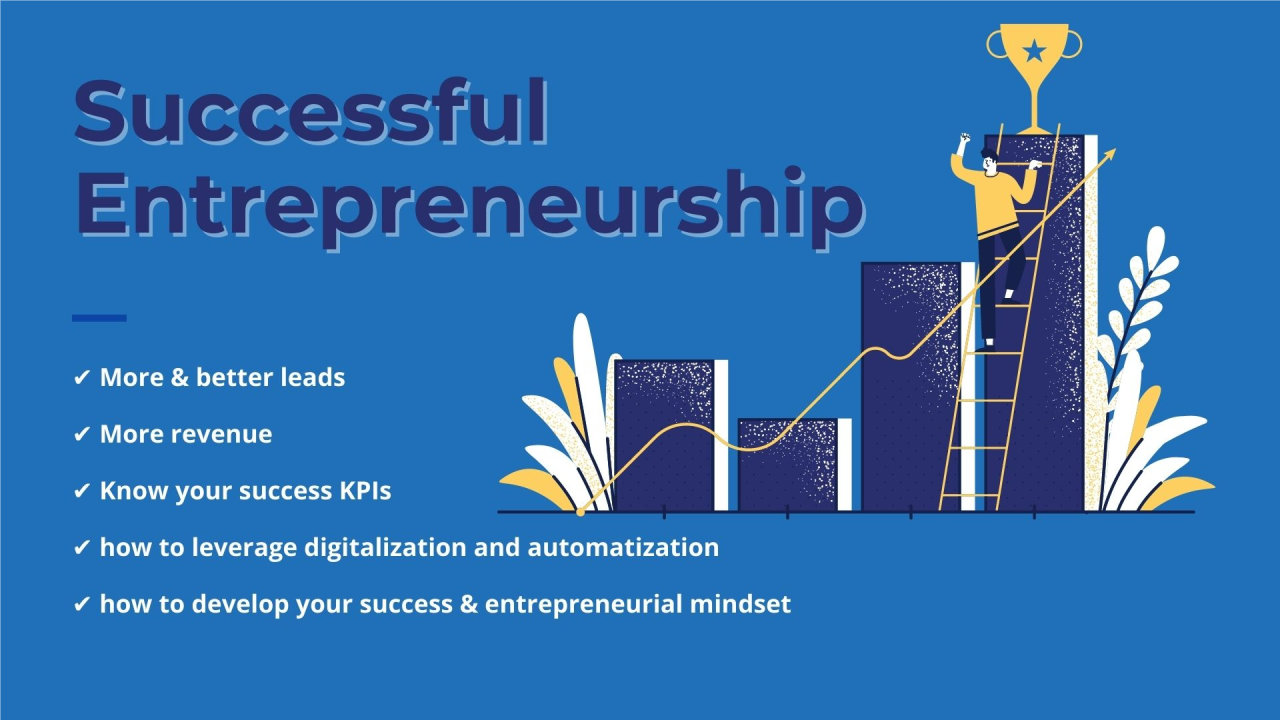 Successful
Entrepreneurship
✔ More & better leads
✔ More revenue
✔ Know your success KPIs
✔ how to leverage digitalization and automatization
✔ how to develop your success & entrepreneurial mindset